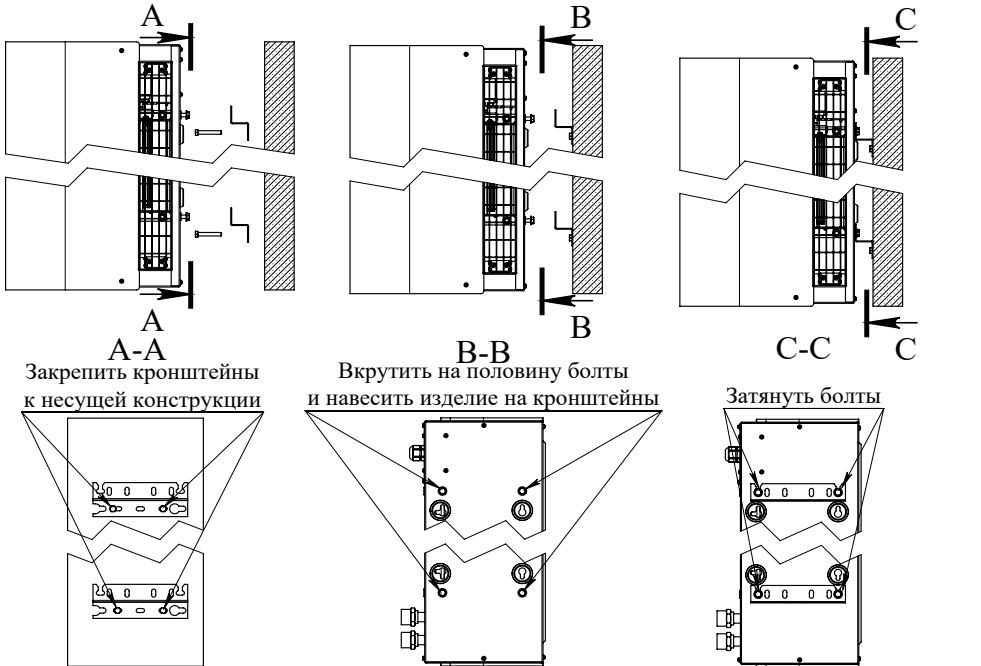 A
B
C
A
B
C
A-A
B-B
C-C
Закрепить кронштейны
к несущей конструкции
Вкрутить на половину болты
и навесить изделие на кронштейны
Затянуть болты